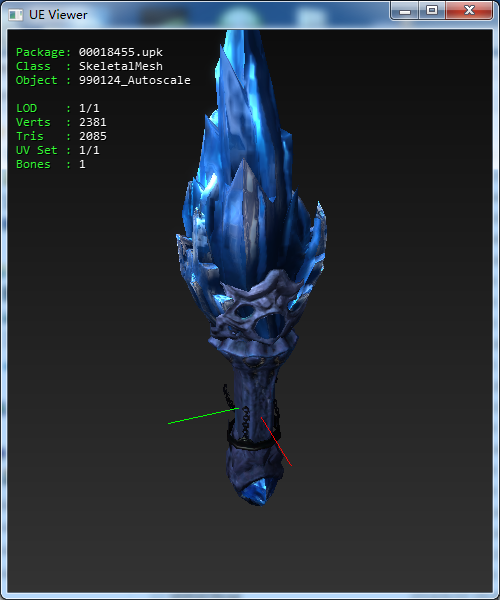 UE Viewer
Package: 00018455.upk
Class  : SkeletalMesh
Object : 990124_Autoscale
LOD    : 1/1
Verts  : 2381
Tris   : 2085
UV Set : 1/1
Bones  : 1